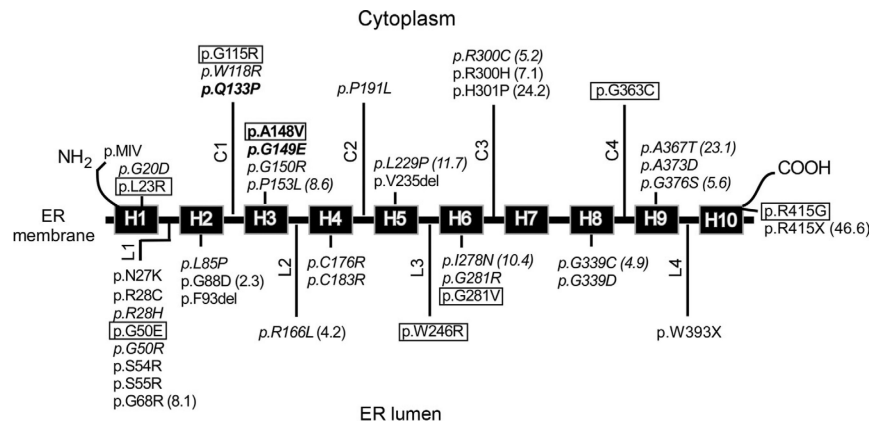 Cytoplasm
p.G115R
p.W118R
p.Q133P
C1
p.P191L
C2
p.R300C (5.2)
p.R300H (7.1)
p.H301P (24.2)
C3
p.G363C
C4
NH2
p.MIV
p.G20D
p.L23R
p.A148V
p.G149E
p.G150R
p.P153L (8.6)
p.L229P (11.7)
p.V235del
p.A367T (23.1)
p.A373D
p.G376S (5.6)
COOH
ER
membrane
H1
H2
H3
H4
H5
H6
H7
H8
H9
H10
p.R415G
p.R415X (46.6)
L1
p.N27K
p.R28C
p.R28H
p.G50E
p.G50R
p.S54R
p.S55R
p.G68R (8.1)
p.L85P
p.G88D (2.3)
p.F93del
L2
p.R166L (4.2)
p.C176R
p.C183R
L3
p.W246R
p.I278N (10.4)
p.G281R
p.G281V
p.G339C (4.9)
p.G339D
L4
p.W393X
ER lumen